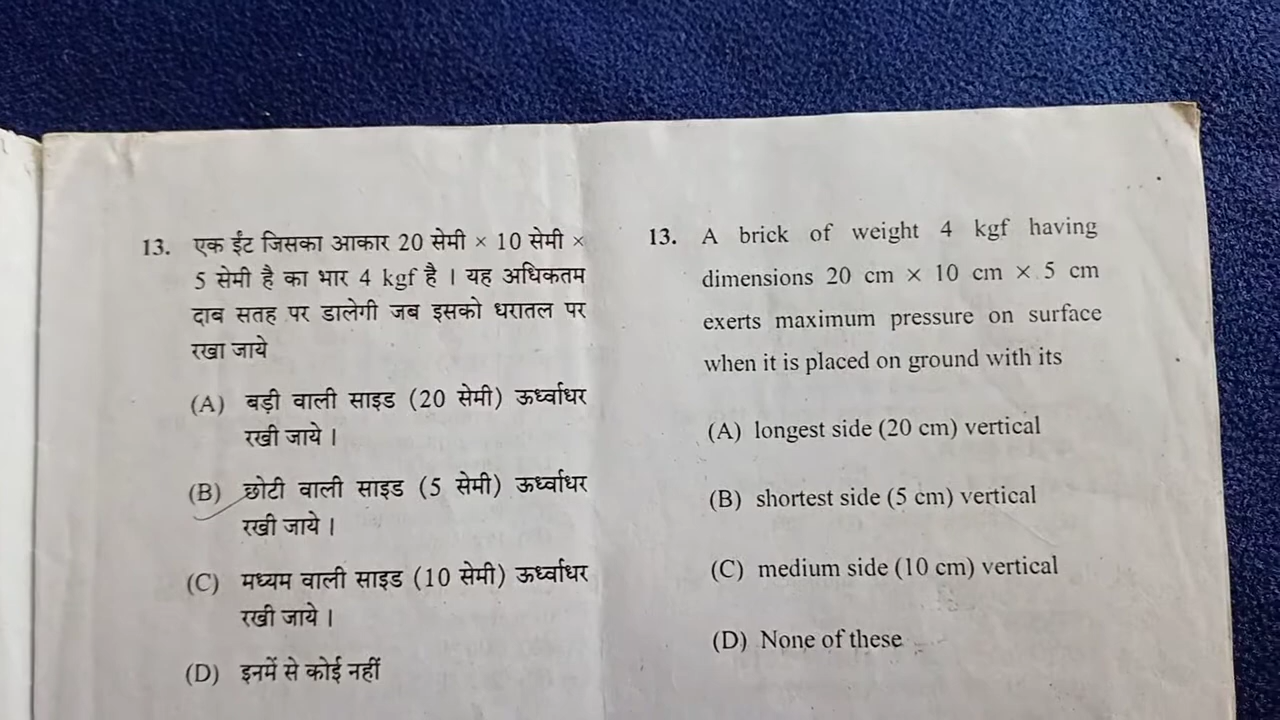 13. एक ईंट जिसका आकार 20 सेमी × 10 सेमी ×
5 सेमी है का भार 4 kgf है । यह अधिकतम
दाब सतह पर डालेगी जब इसको धरातल पर
रखा जाये
(A) बड़ी वाली साइड (20 सेमी) ऊर्ध्वाधर
रखी जाये ।
(B) छोटी वाली साइड (5 सेमी) ऊर्ध्वाधर
रखी जाये ।
(C) मध्यम वाली साइड (10 सेमी) ऊर्ध्वाधर
रखी जाये ।
(D) इनमें से कोई नहीं
13. A brick of weight 4 kgf having
dimensions 20 cm × 10 cm × 5 cm
exerts maximum pressure on surface
when it is placed on ground with its
(A) longest side (20 cm) vertical
(B) shortest side (5 cm) vertical
(C) medium side (10 cm) vertical
(D) None of these